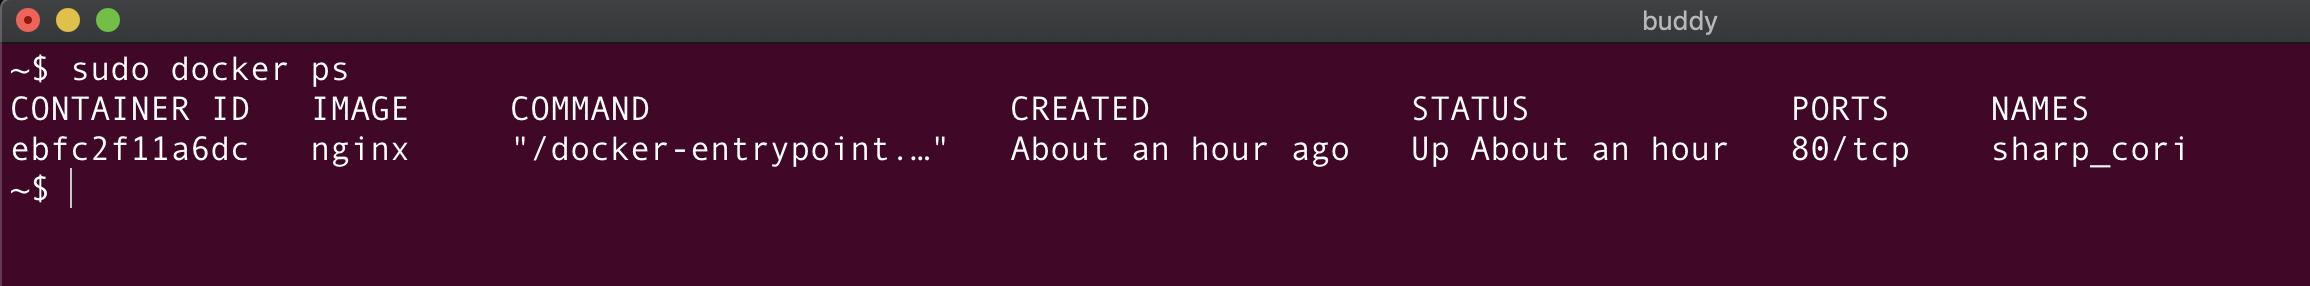 buddy
~$ sudo docker ps
CONTAINER ID   IMAGE     COMMAND                  CREATED             STATUS             PORTS     NAMES
ebfc2f11a6dc   nginx     "/docker-entrypoint.…"   About an hour ago   Up About an hour   80/tcp    sharp_cori
~$